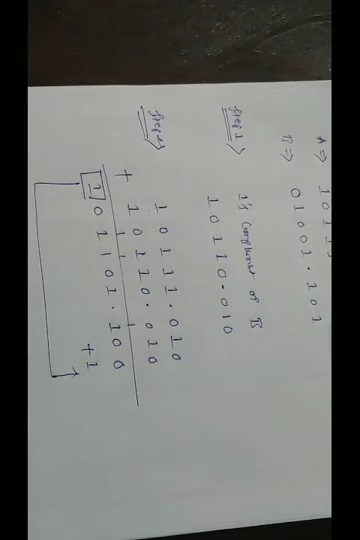 A => 1011
B => 01001.101
Step 1 => 1's complement of B
10110.010
Step 2 =>
10111.010
+ 10110.010
1 01101.100
+1